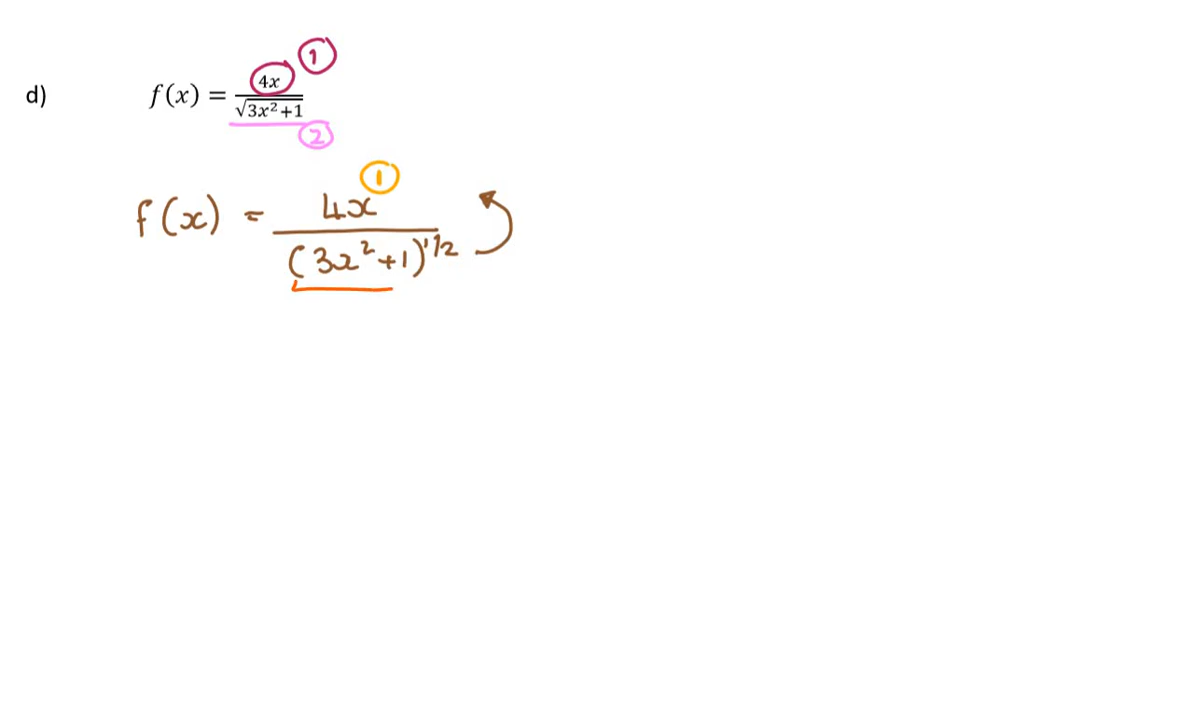 d) f(x) = 4x/√3x²+1 ① ②
f(x) = 4x/(3x²+1)^1/2 ①